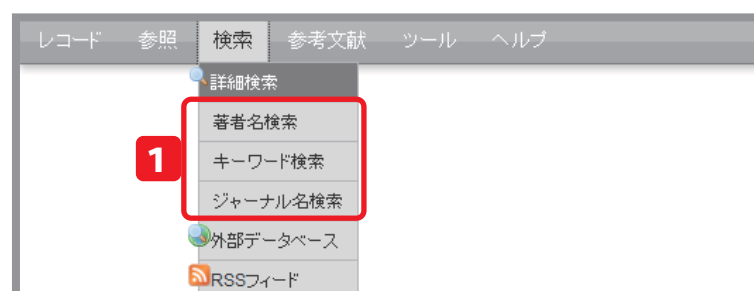 レコード 参照 検索 参考文献 ツール ヘルプ
詳細検索
著者名検索
1 キーワード検索
ジャーナル名検索
外部データベース
RSSフィード